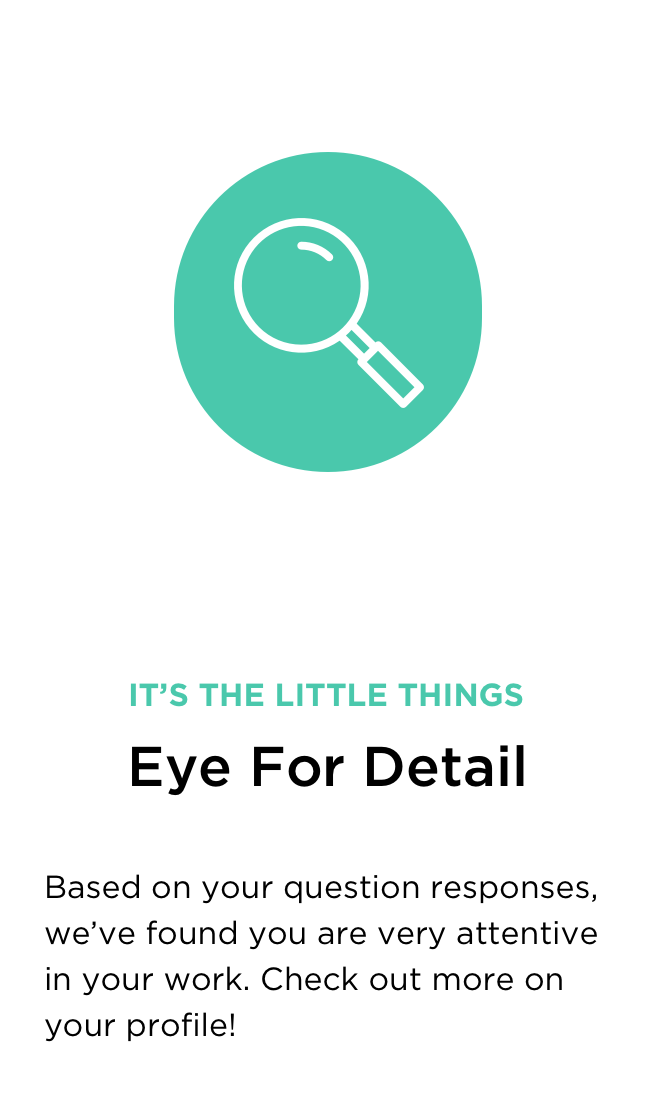 IT’S THE LITTLE THINGS
Eye For Detail
Based on your question responses,
we’ve found you are very attentive
in your work. Check out more on
your profile!